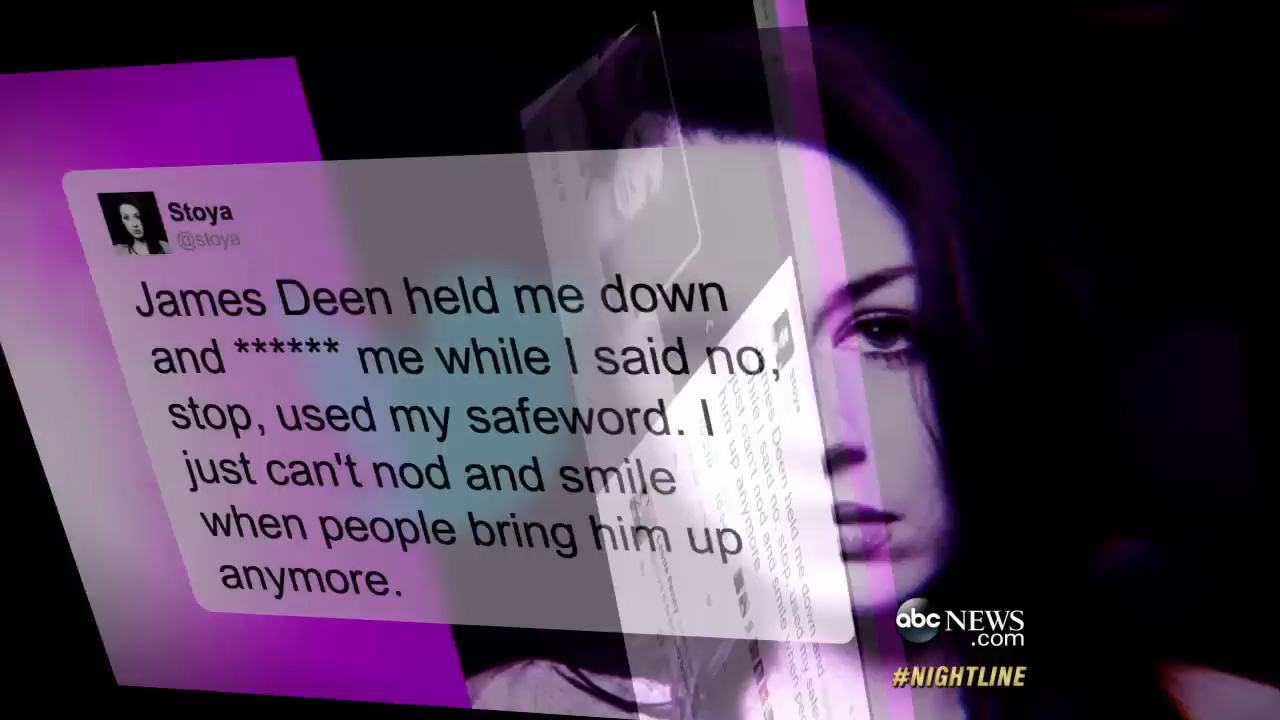 Stoya
@stoya
James Deen held me down
and ****** me while I said no,
stop, used my safeword. I
just can't nod and smile
when people bring him up
anymore.
abc NEWS
.com
#NIGHTLINE